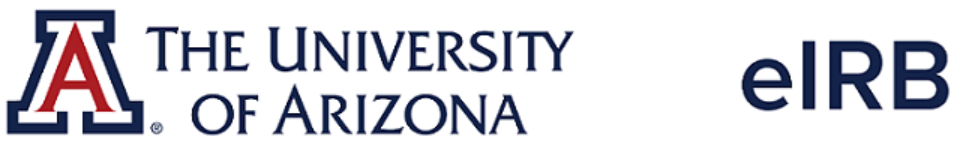 A THE UNIVERSITY
OF ARIZONA
®
eIRB